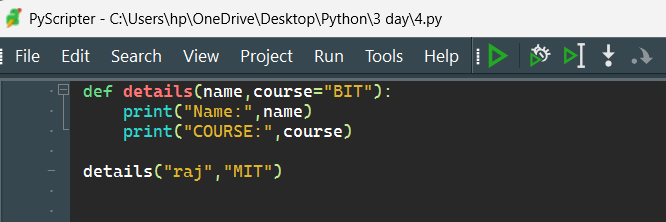 PyScripter - C:\Users\hp\OneDrive\Desktop\Python\3 day\4.py
File Edit Search View Project Run Tools Help
def details(name,course="BIT"):
    print("Name:",name)
    print("COURSE:",course)
details("raj","MIT")